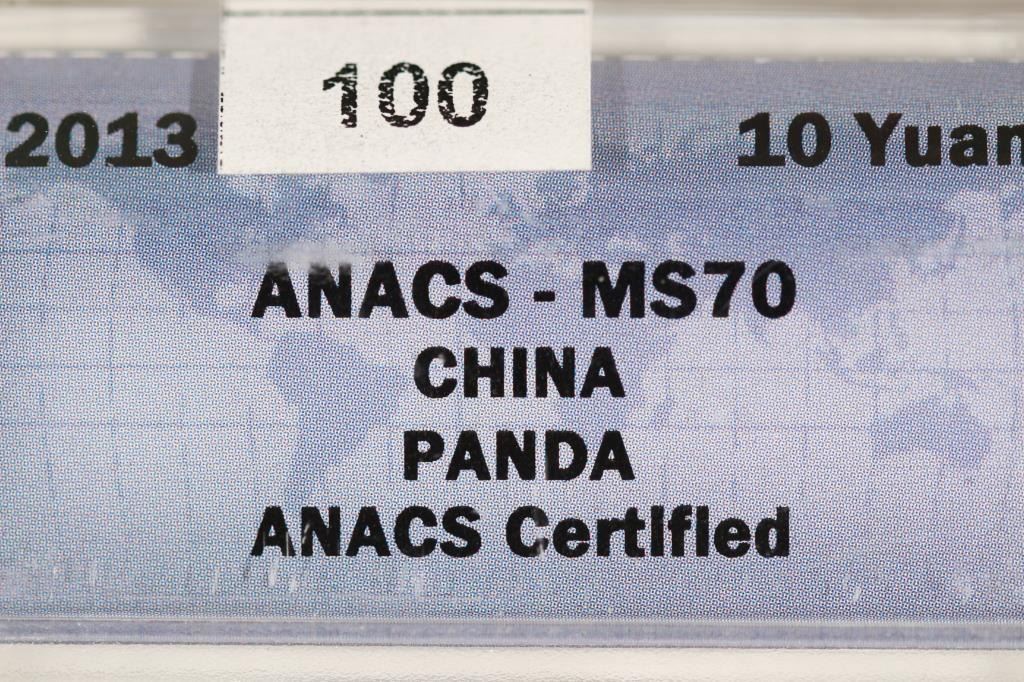 100
2013 10 Yuan
ANACS - MS70
CHINA
PANDA
ANACS Certified